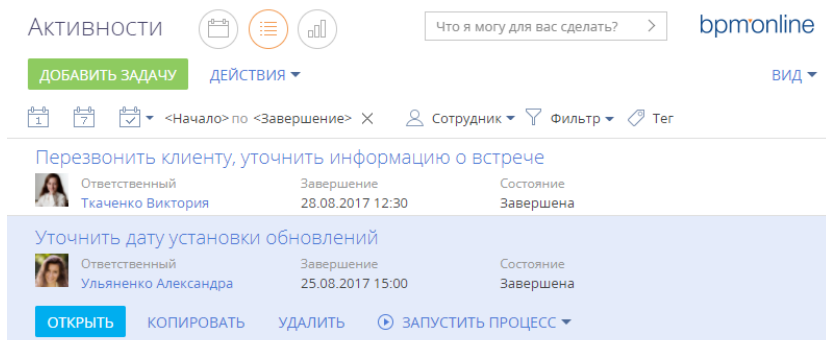 Активности
Что я могу для вас сделать?
bpmonline
ДОБАВИТЬ ЗАДАЧУ ДЕЙСТВИЯ ВИД
1 7 <Начало> по <Завершение> Сотрудник Фильтр Тег
Перезвонить клиенту, уточнить информацию о встрече
Ответственный Завершение Состояние
Ткаченко Виктория 28.08.2017 12:30 Завершена
Уточнить дату установки обновлений
Ответственный Завершение Состояние
Ульяненко Александра 25.08.2017 15:00 Завершена
ОТКРЫТЬ КОПИРОВАТЬ УДАЛИТЬ ЗАПУСТИТЬ ПРОЦЕСС